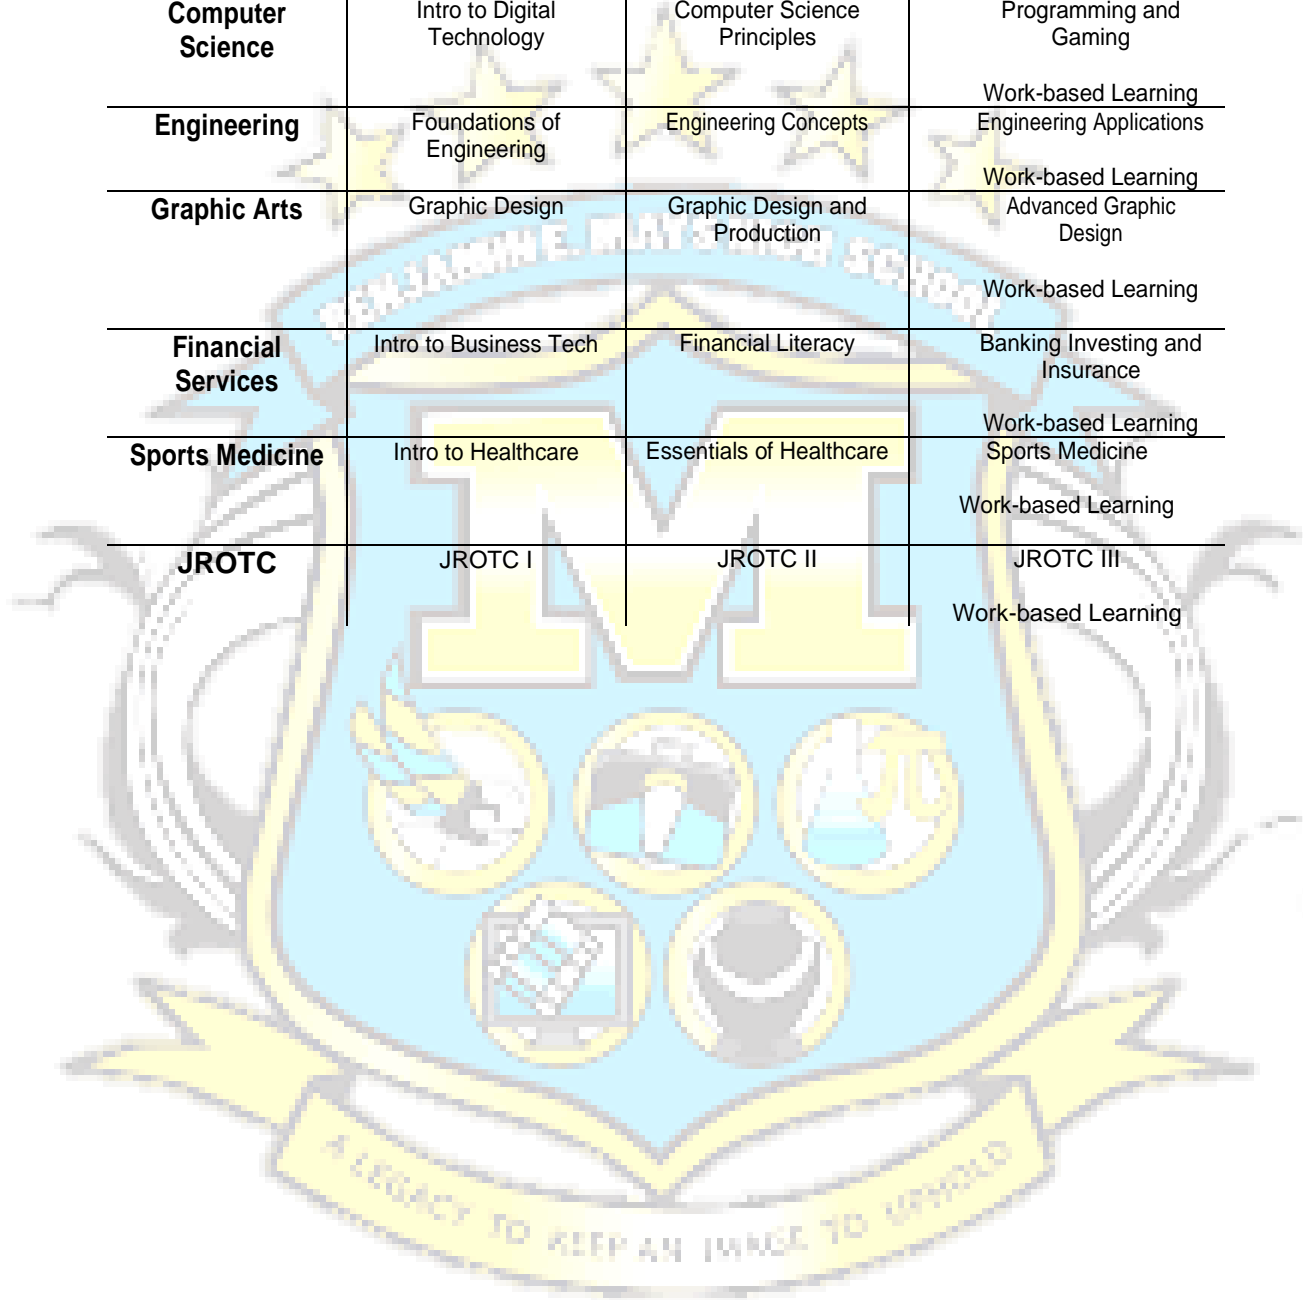 Computer
Science
Intro to Digital
Technology
Computer Science
Principles
Programming and
Gaming
Work-based Learning
Engineering
Foundations of
Engineering
Engineering Concepts
Engineering Applications
Work-based Learning
Graphic Arts
Graphic Design
Graphic Design and
Production
Advanced Graphic
Design
Work-based Learning
Financial
Services
Intro to Business Tech
Financial Literacy
Banking Investing and
Insurance
Work-based Learning
Sports Medicine
Intro to Healthcare
Essentials of Healthcare
Sports Medicine
Work-based Learning
JROTC
JROTC I
JROTC II
JROTC III
Work-based Learning
BENJAMIN E. MAYS HIGH SCHOOL
M
π
A LEGACY TO KEEP AN IMAGE TO UPHOLD